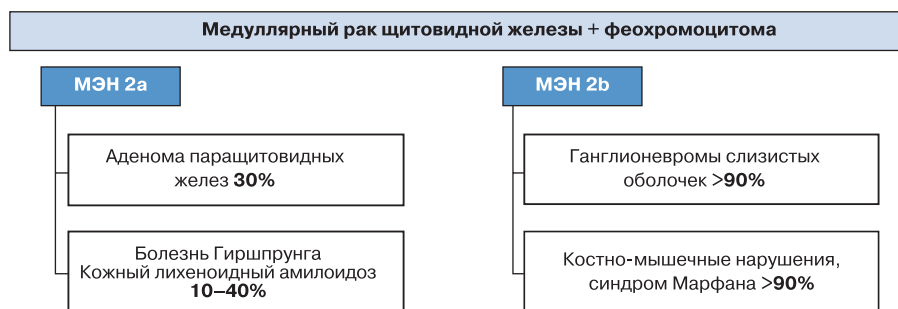 Медуллярный рак щитовидной железы + феохромоцитома
МЭН 2a
Аденома паращитовидных
желез 30%
Болезнь Гиршпрунга
Кожный лихеноидный амилоидоз
10–40%
МЭН 2b
Ганглионевромы слизистых
оболочек >90%
Костно-мышечные нарушения,
синдром Марфана >90%